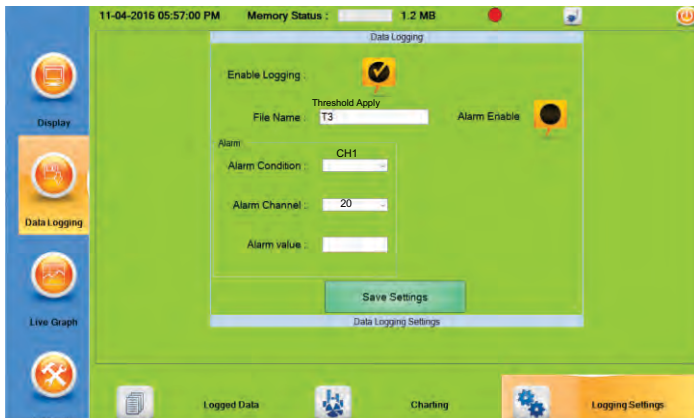 11-04-2016 05:57:00 PM Memory Status : 1.2 MB
Data Logging
Enable Logging :
Threshold Apply
File Name : T3 Alarm Enable
Alarm
CH1
Alarm Condition :
Alarm Channel : 20
Alarm value :
Save Settings
Data Logging Settings
Display
Data Logging
Live Graph
Logged Data Charting Logging Settings